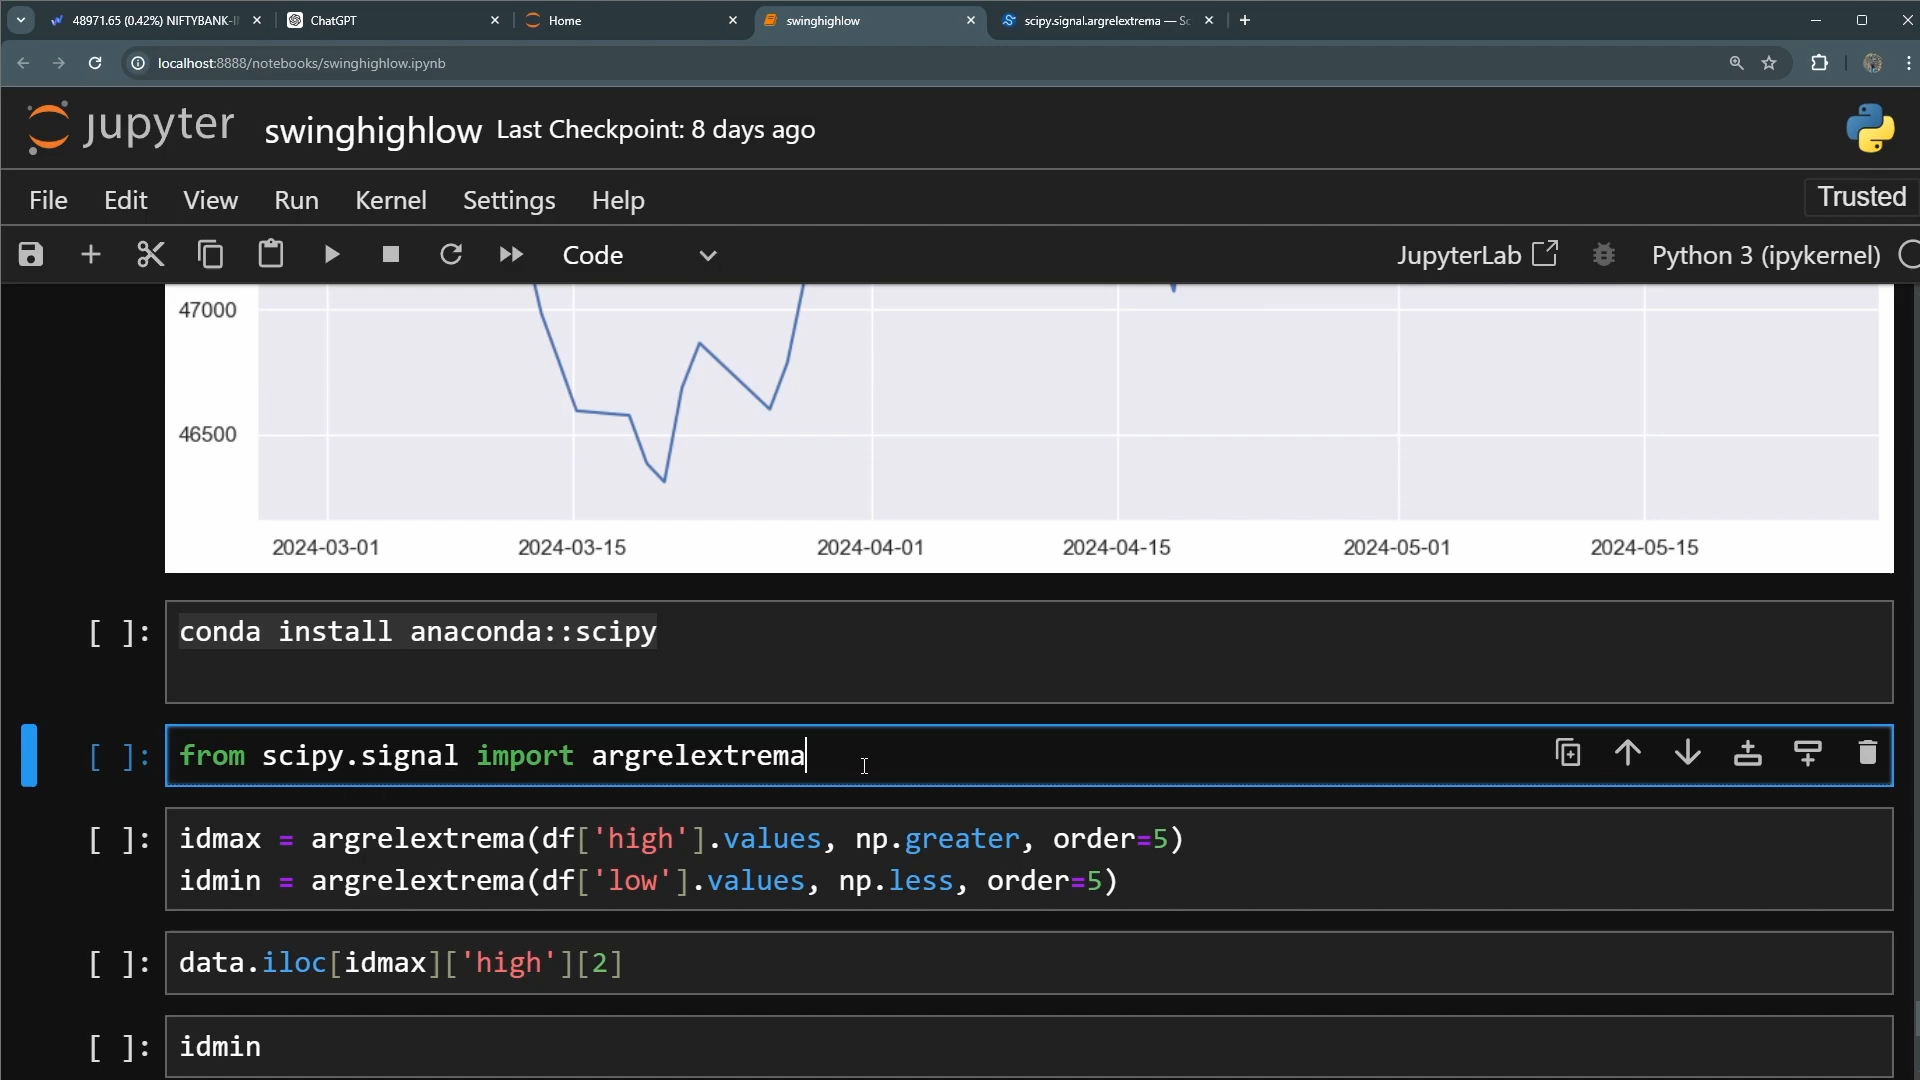 48971.65 (0.42%) NIFTYBANK-I
ChatGPT
Home
swinghighlow
scipy.signal.argrelextrema — Sc
localhost:8888/notebooks/swinghighlow.ipynb
jupyter swinghighlow Last Checkpoint: 8 days ago
File Edit View Run Kernel Settings Help Trusted
Code JupyterLab Python 3 (ipykernel)
47000
46500
2024-03-01 2024-03-15 2024-04-01 2024-04-15 2024-05-01 2024-05-15
[ ]: conda install anaconda::scipy
[ ]: from scipy.signal import argrelextrema
[ ]: idmax = argrelextrema(df['high'].values, np.greater, order=5)
idmin = argrelextrema(df['low'].values, np.less, order=5)
[ ]: data.iloc[idmax]['high'][2]
[ ]: idmin